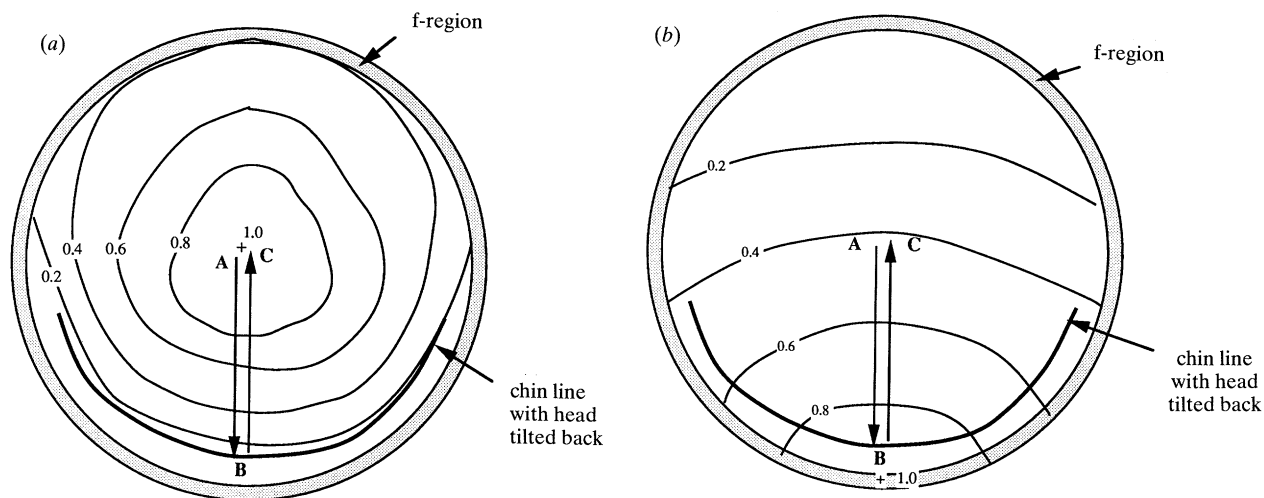 (a)
f-region
1.0
+
A
C
0.8
0.6
0.4
0.2
B
chin line
with head
tilted back
(b)
f-region
0.2
A
C
0.4
0.6
0.8
B
+ 1.0
chin line
with head
tilted back